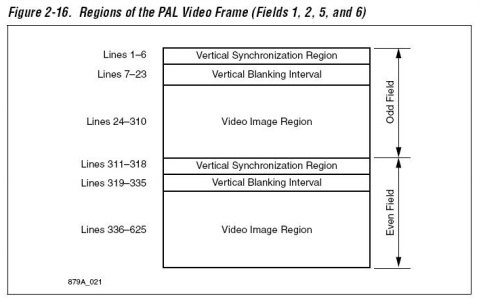 Figure 2-16. Regions of the PAL Video Frame (Fields 1, 2, 5, and 6)
Lines 1–6 Vertical Synchronization Region
Lines 7–23 Vertical Blanking Interval
Lines 24–310 Video Image Region
Odd Field
Lines 311–318 Vertical Synchronization Region
Lines 319–335 Vertical Blanking Interval
Lines 336–625 Video Image Region
Even Field
879A_021